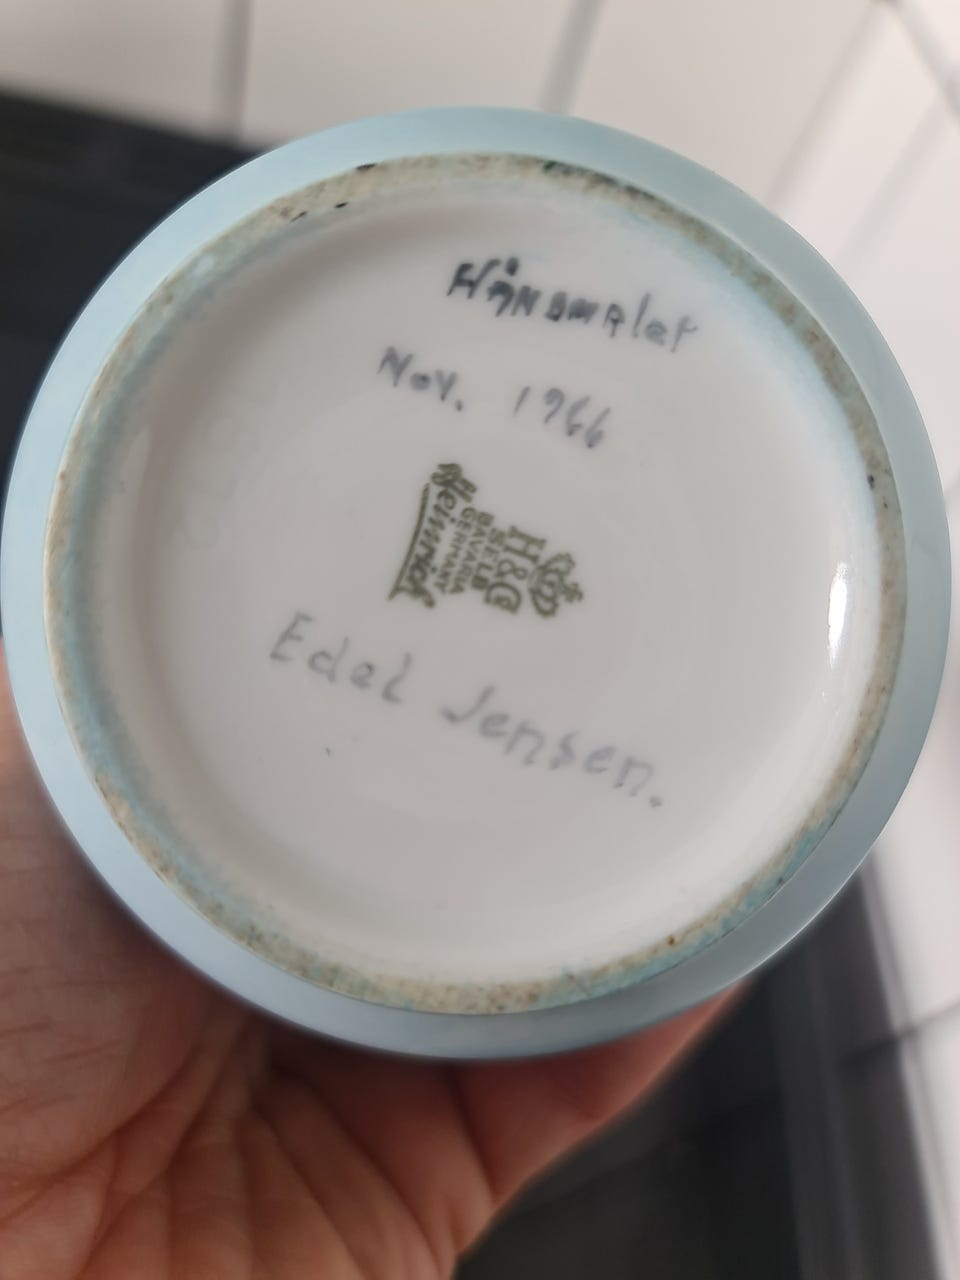 Håndmalet
Nov. 1966
H&C
SELB
BAVARIA
GERMANY
Heinrich
Edel Jensen.